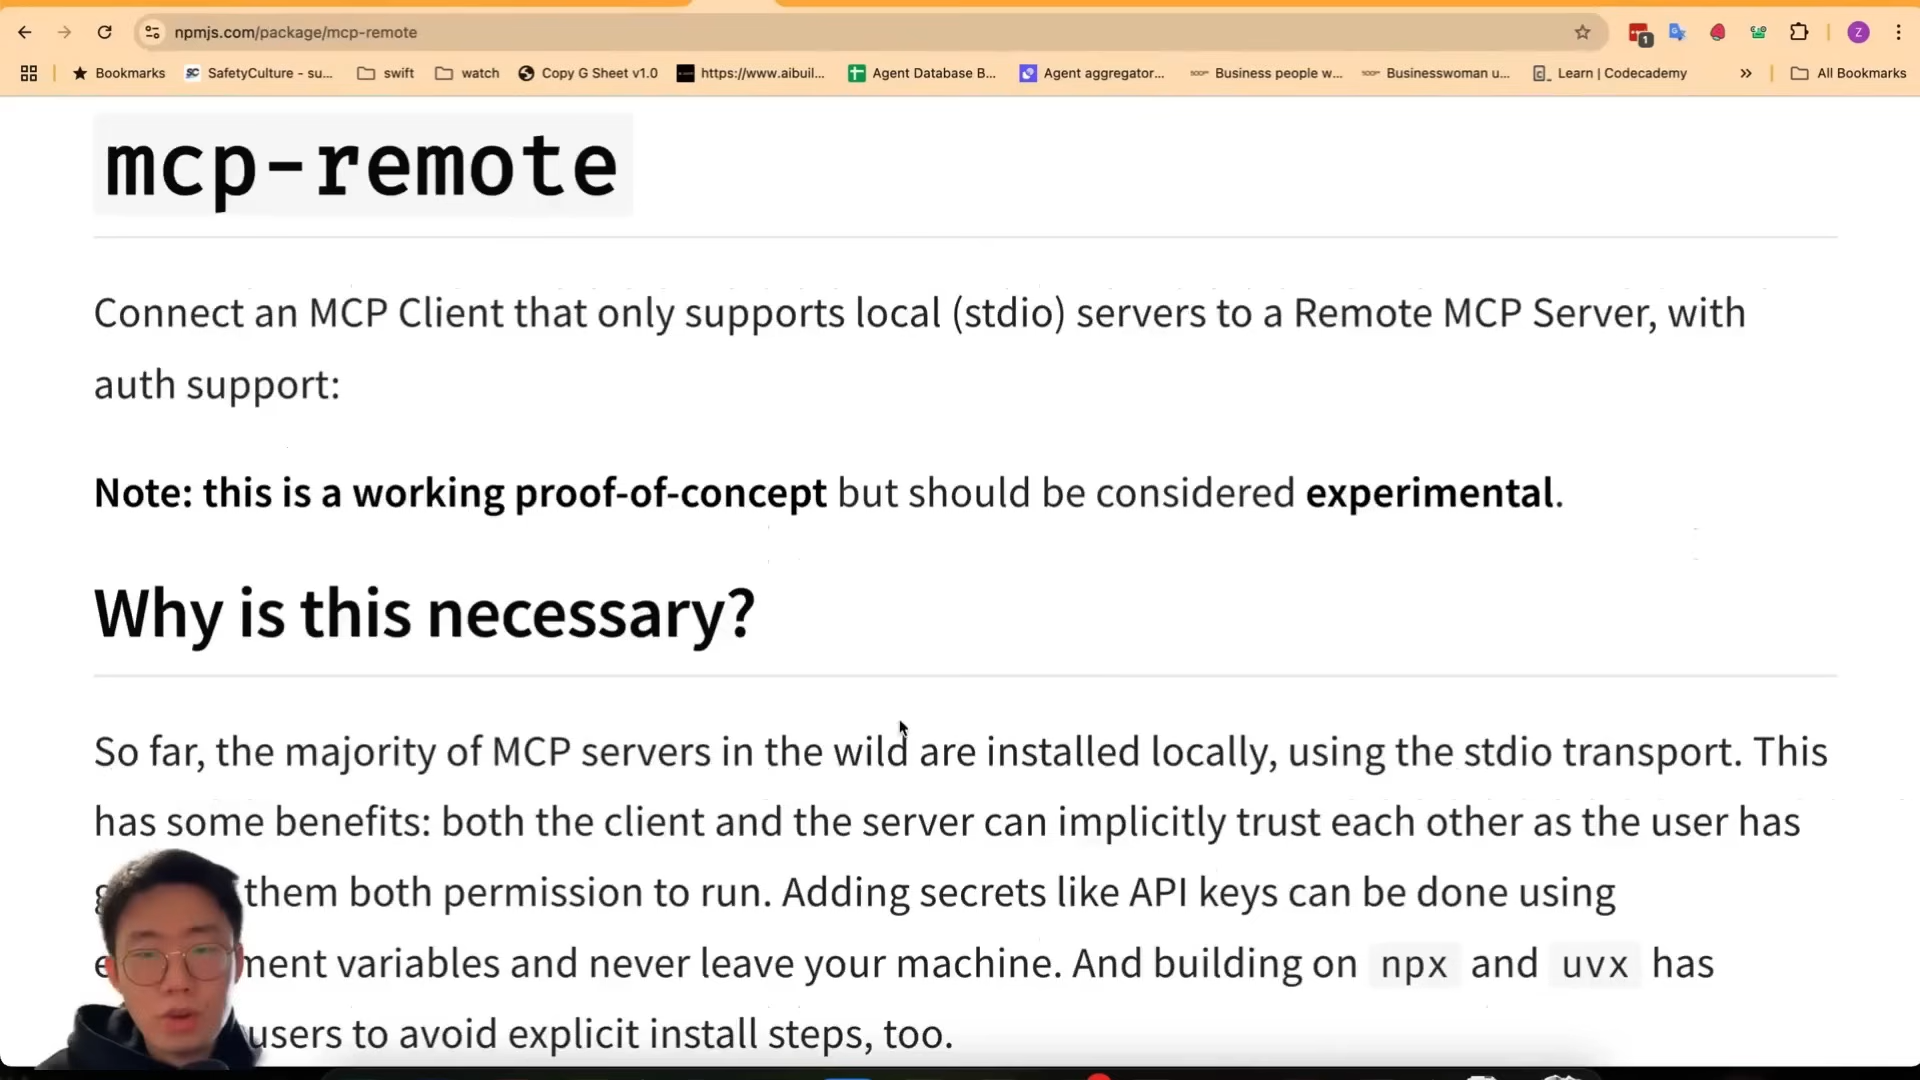 npmjs.com/package/mcp-remote
1
Z
Bookmarks
SafetyCulture - su...
swift
watch
Copy G Sheet v1.0
https://www.aibuil...
Agent Database B...
Agent aggregator...
Business people w...
Businesswoman u...
Learn | Codecademy
»
All Bookmarks
mcp-remote
Connect an MCP Client that only supports local (stdio) servers to a Remote MCP Server, with
auth support:
Note: this is a working proof-of-concept but should be considered experimental.
Why is this necessary?
So far, the majority of MCP servers in the wild are installed locally, using the stdio transport. This
has some benefits: both the client and the server can implicitly trust each other as the user has
them both permission to run. Adding secrets like API keys can be done using
ment variables and never leave your machine. And building on npx and uvx has
users to avoid explicit install steps, too.